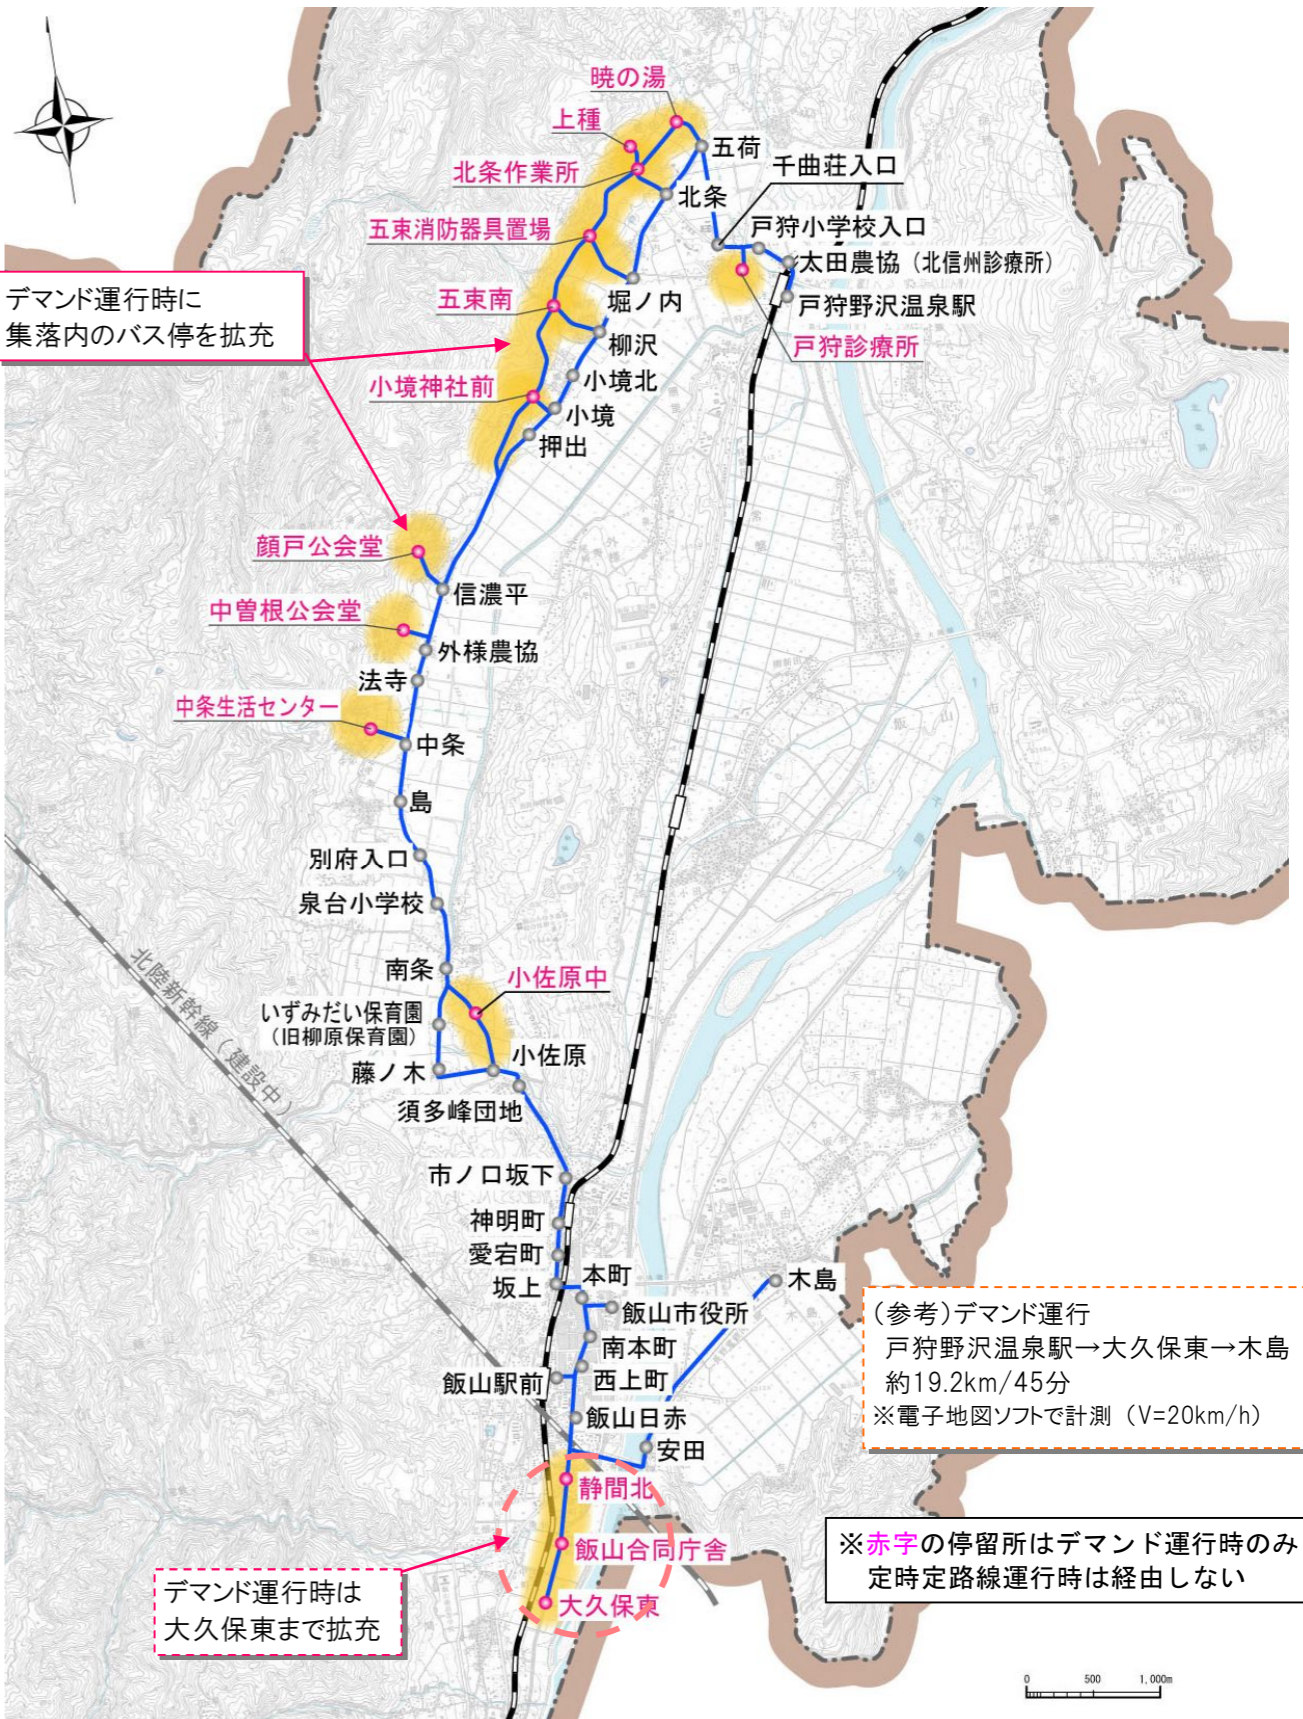 暁の湯
上種
五荷
千曲荘入口
北条作業所
北条
戸狩小学校入口
五束消防器具置場
太田農協（北信州診療所）
デマンド運行時に
集落内のバス停を拡充
五束南
堀ノ内
戸狩野沢温泉駅
柳沢
戸狩診療所
小境神社前
小境北
小境
押出
顔戸公会堂
信濃平
中曽根公会堂
外様農協
法寺
中条生活センター
中条
島
別府入口
泉台小学校
北陸新幹線（建設中）
南条
小佐原中
いずみだい保育園
（旧柳原保育園）
小佐原
藤ノ木
須多峰団地
市ノ口坂下
神明町
愛宕町
坂上
本町
木島
飯山市役所
（参考）デマンド運行
戸狩野沢温泉駅→大久保東→木島
約19.2km/45分
※電子地図ソフトで計測（V=20km/h）
南本町
飯山駅前
西上町
飯山日赤
安田
静間北
※赤字の停留所はデマンド運行時のみ
定時定路線運行時は経由しない
飯山合同庁舎
デマンド運行時は
大久保東まで拡充
大久保東
0 500 1,000m